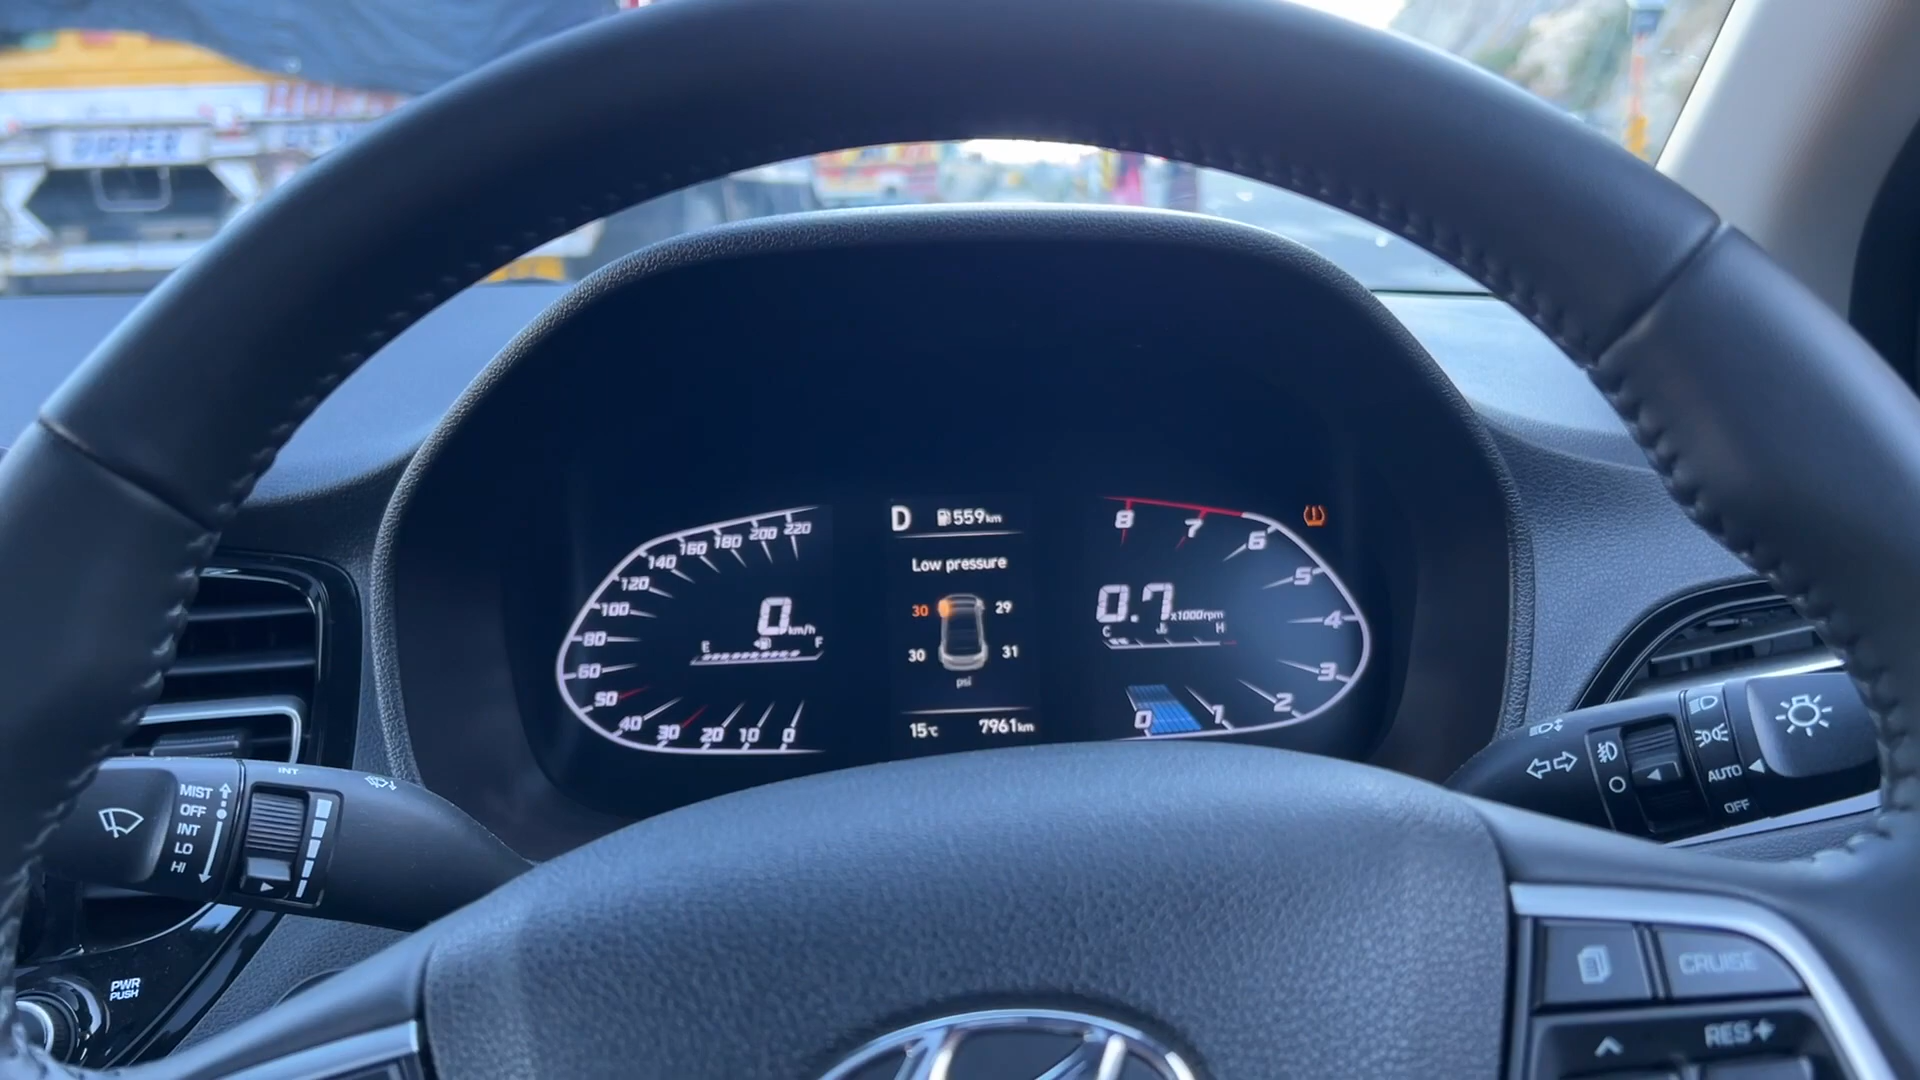 DIPPER
D 559km
Low pressure
30 29
30 31
psi
15℃ 7961km
220
200
180
160
140
120
100
80
60
50
40
30
20
10
0
0 km/h
E F
8
7
6
5
4
3
2
1
0
0.7 x1000rpm
C H
MIST
OFF
INT
LO
HI
INT
PWR
PUSH
AUTO
OFF
CRUISE
RES+